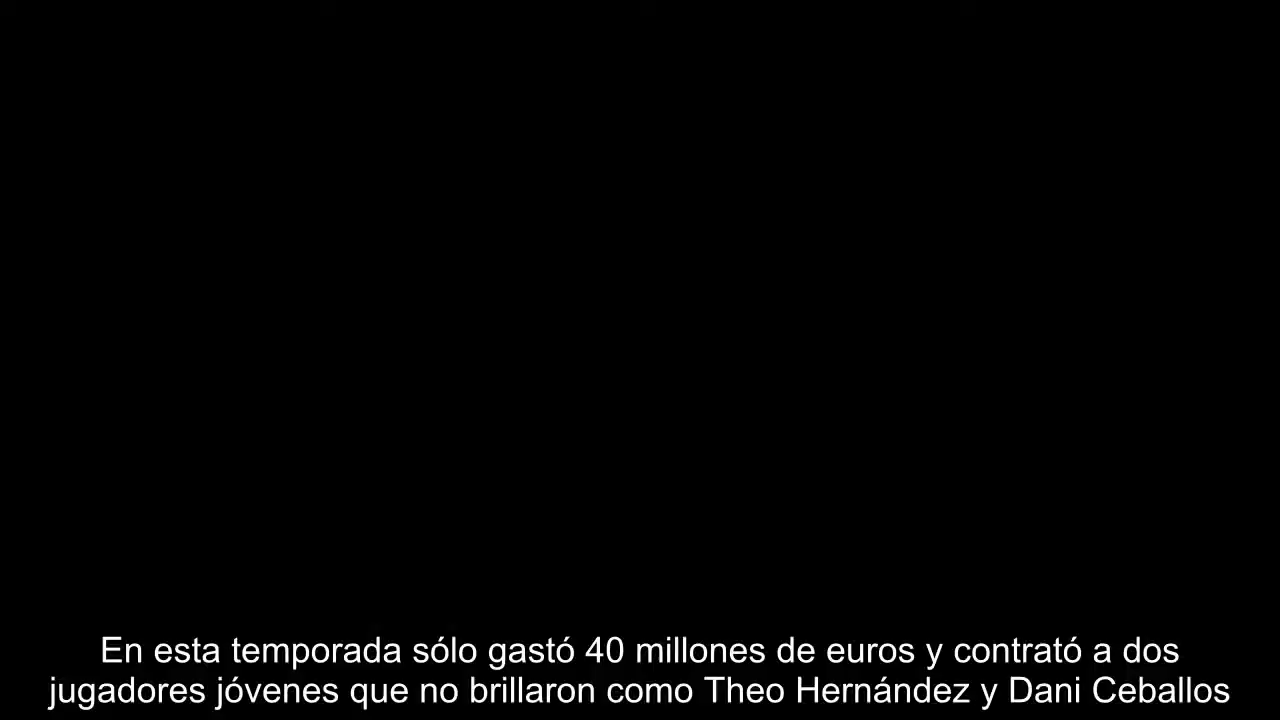 En esta temporada sólo gastó 40 millones de euros y contrató a dos
jugadores jóvenes que no brillaron como Theo Hernández y Dani Ceballos